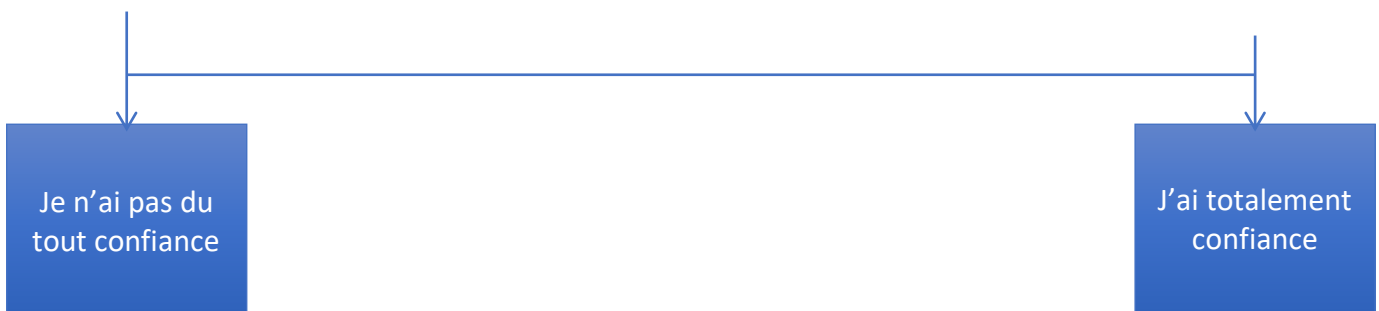 Je n’ai pas du
tout confiance
J’ai totalement
confiance